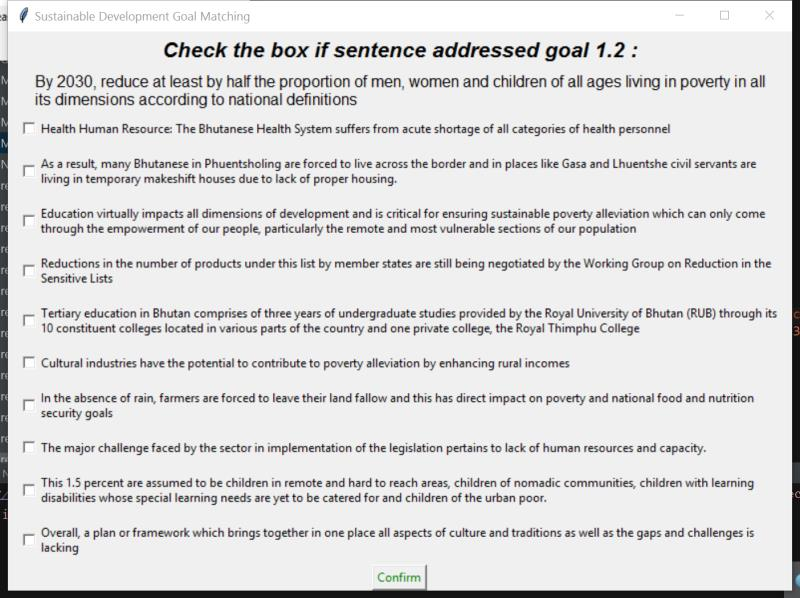 Sustainable Development Goal Matching
Check the box if sentence addressed goal 1.2 :
By 2030, reduce at least by half the proportion of men, women and children of all ages living in poverty in all
its dimensions according to national definitions
Health Human Resource: The Bhutanese Health System suffers from acute shortage of all categories of health personnel
As a result, many Bhutanese in Phuentsholing are forced to live across the border and in places like Gasa and Lhuentshe civil servants are
living in temporary makeshift houses due to lack of proper housing.
Education virtually impacts all dimensions of development and is critical for ensuring sustainable poverty alleviation which can only come
through the empowerment of our people, particularly the remote and most vulnerable sections of our population
Reductions in the number of products under this list by member states are still being negotiated by the Working Group on Reduction in the
Sensitive Lists
Tertiary education in Bhutan comprises of three years of undergraduate studies provided by the Royal University of Bhutan (RUB) through its
10 constituent colleges located in various parts of the country and one private college, the Royal Thimphu College
Cultural industries have the potential to contribute to poverty alleviation by enhancing rural incomes
In the absence of rain, farmers are forced to leave their land fallow and this has direct impact on poverty and national food and nutrition
security goals
The major challenge faced by the sector in implementation of the legislation pertains to lack of human resources and capacity.
This 1.5 percent are assumed to be children in remote and hard to reach areas, children of nomadic communities, children with learning
disabilities whose special learning needs are yet to be catered for and children of the urban poor.
Overall, a plan or framework which brings together in one place all aspects of culture and traditions as well as the gaps and challenges is
lacking
Confirm